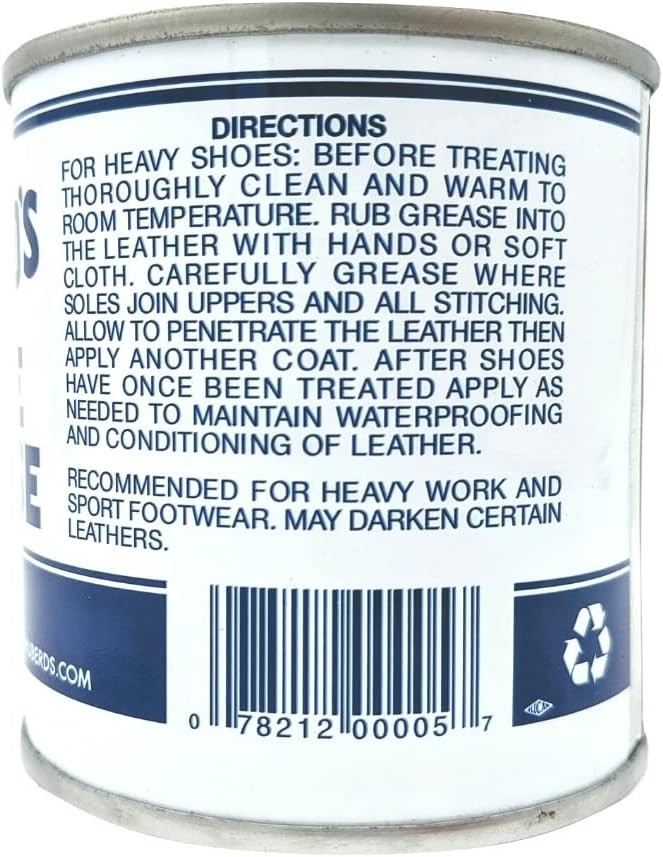 DIRECTIONS
FOR HEAVY SHOES: BEFORE TREATING
THOROUGHLY CLEAN AND WARM TO
ROOM TEMPERATURE. RUB GREASE INTO
THE LEATHER WITH HANDS OR SOFT
CLOTH. CAREFULLY GREASE WHERE
SOLES JOIN UPPERS AND ALL STITCHING.
ALLOW TO PENETRATE THE LEATHER THEN
APPLY ANOTHER COAT. AFTER SHOES
HAVE ONCE BEEN TREATED APPLY AS
NEEDED TO MAINTAIN WATERPROOFING
AND CONDITIONING OF LEATHER.
RECOMMENDED FOR HEAVY WORK AND
SPORT FOOTWEAR. MAY DARKEN CERTAIN
LEATHERS.
'S
E
UBERDS.COM
0 78212 00005 7